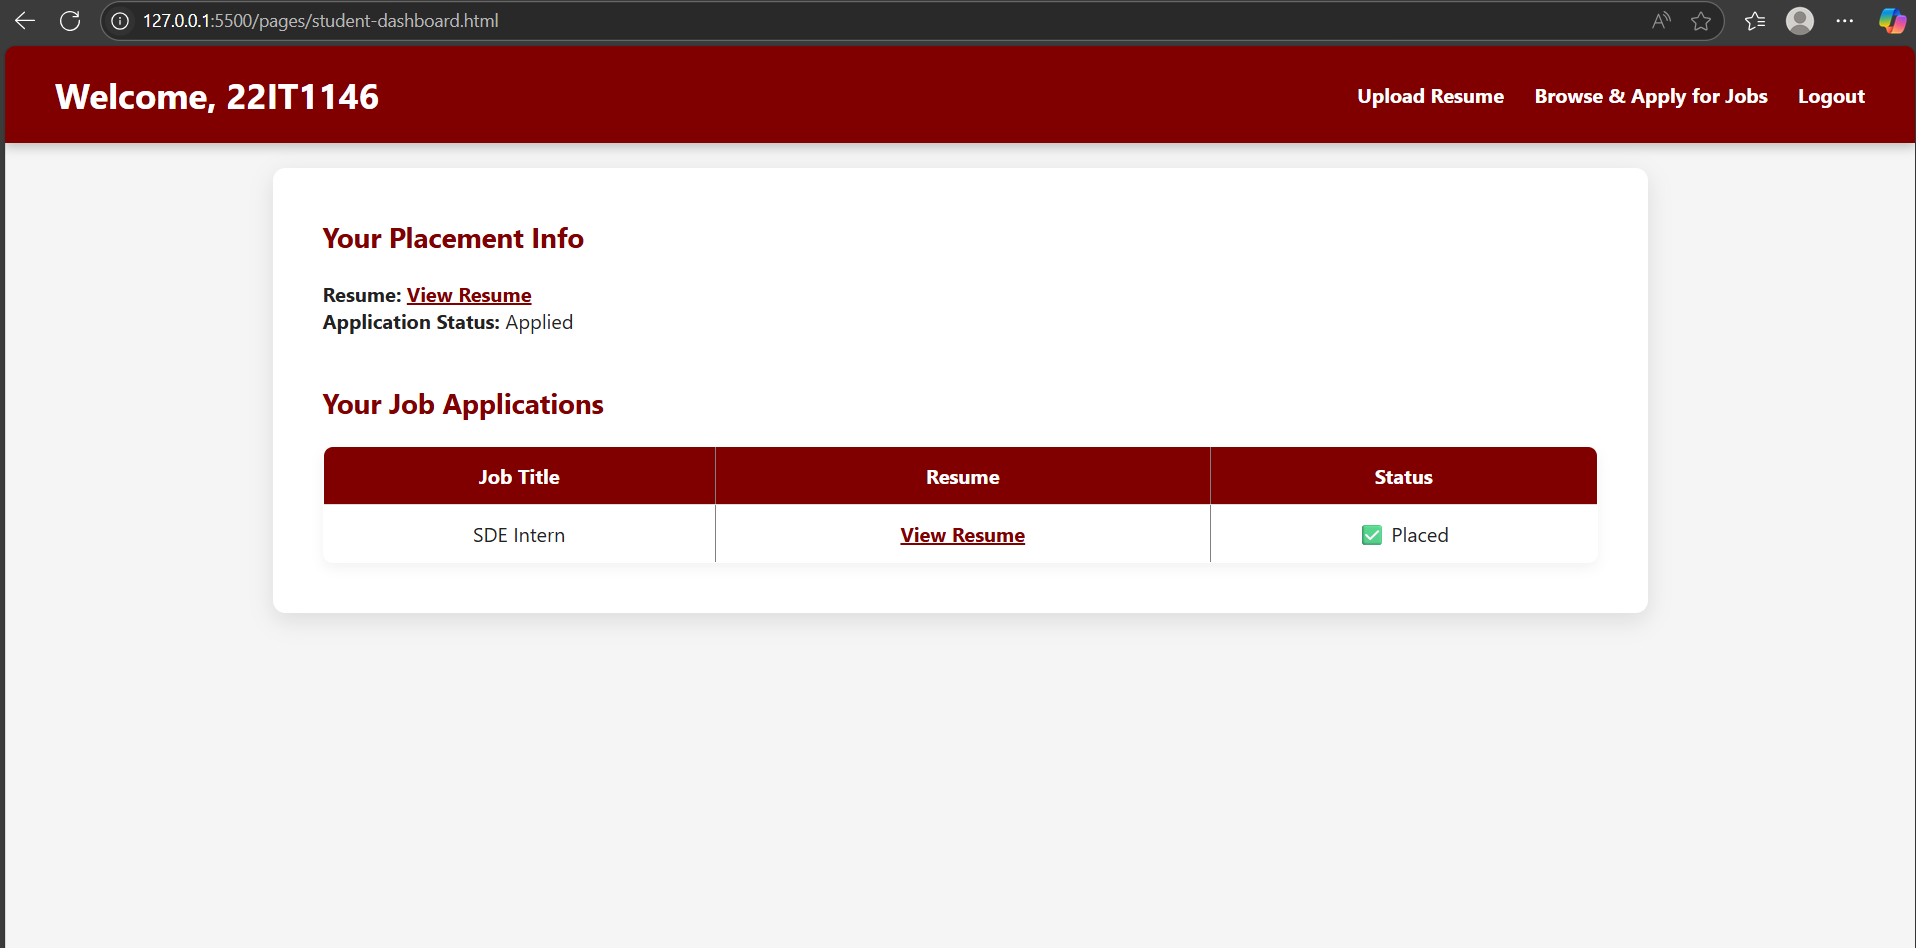 127.0.0.1:5500/pages/student-dashboard.html
Welcome, 22IT1146
Upload Resume
Browse & Apply for Jobs
Logout
Your Placement Info
Resume: View Resume
Application Status: Applied
Your Job Applications
Job Title Resume Status
SDE Intern View Resume ✅ Placed